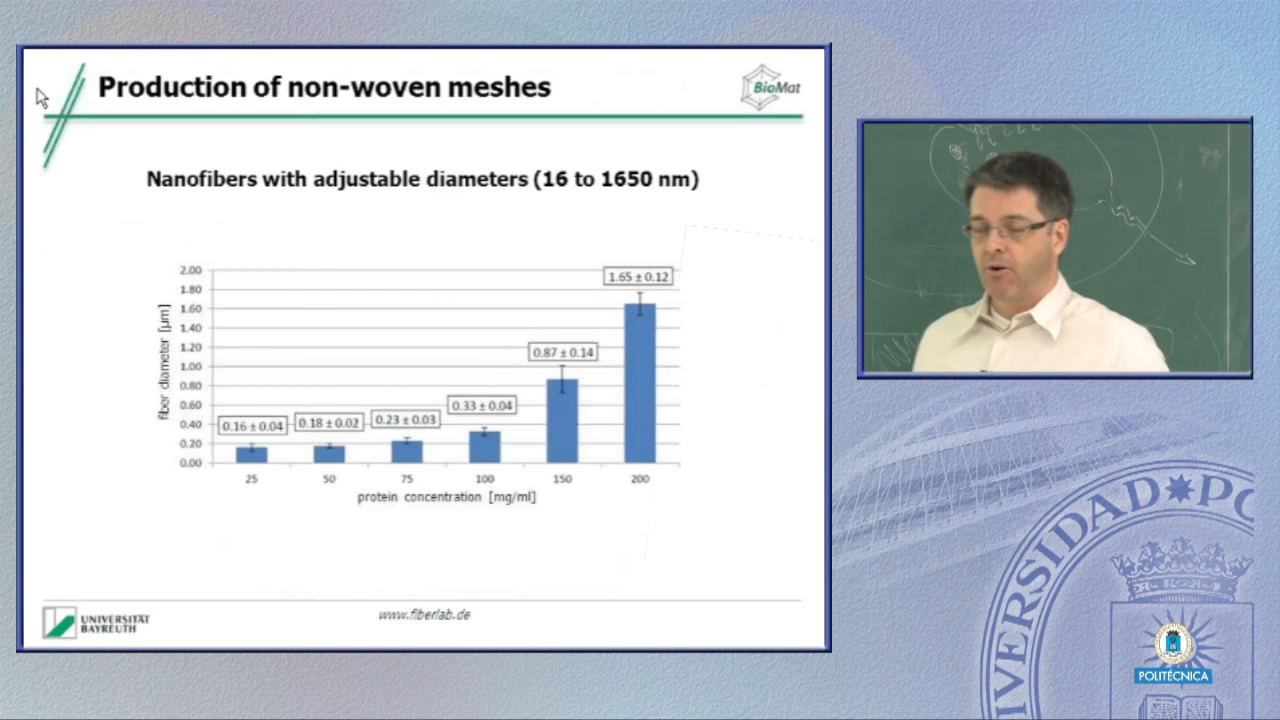 Production of non-woven meshes
BioMat
Nanofibers with adjustable diameters (16 to 1650 nm)
fiber diameter [µm]
2.00
1.80
1.60
1.40
1.20
1.00
0.80
0.60
0.40
0.20
0.00
0.16 ± 0.04
0.18 ± 0.02
0.23 ± 0.03
0.33 ± 0.04
0.87 ± 0.14
1.65 ± 0.12
25 50 75 100 150 200
protein concentration [mg/ml]
UNIVERSITÄT
BAYREUTH
www.fiberlab.de
UNIVERSIDAD PO
POLITÉCNICA